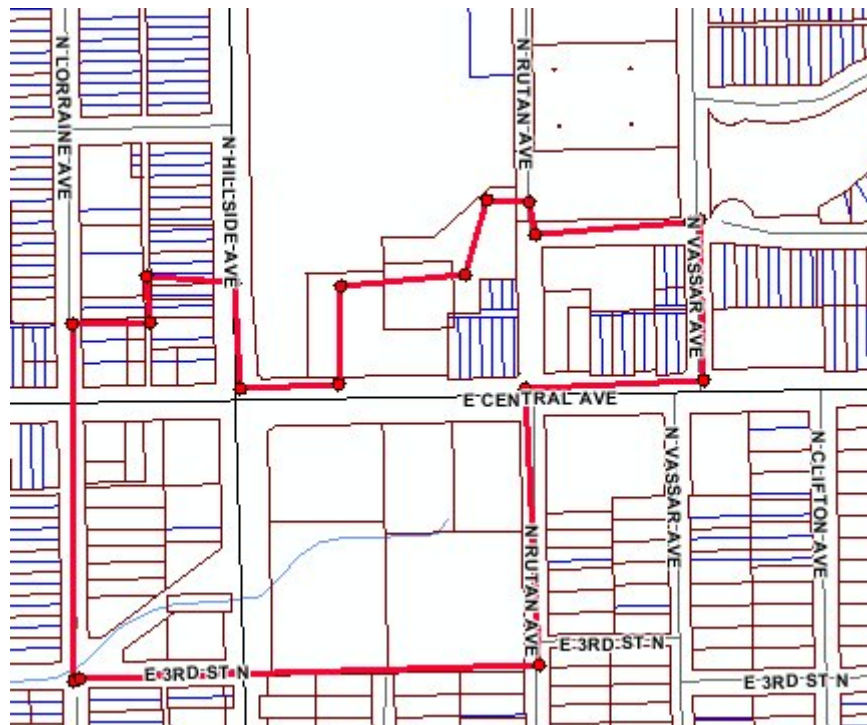 N LORRAINE AVE
N HILLSIDE AVE
N RUTAN AVE
N VASSAR AVE
E CENTRAL AVE
N RUTAN AVE
N VASSAR AVE
N CLIFTON AVE
E 3RD ST N
E 3RD ST N
E 3RD ST N